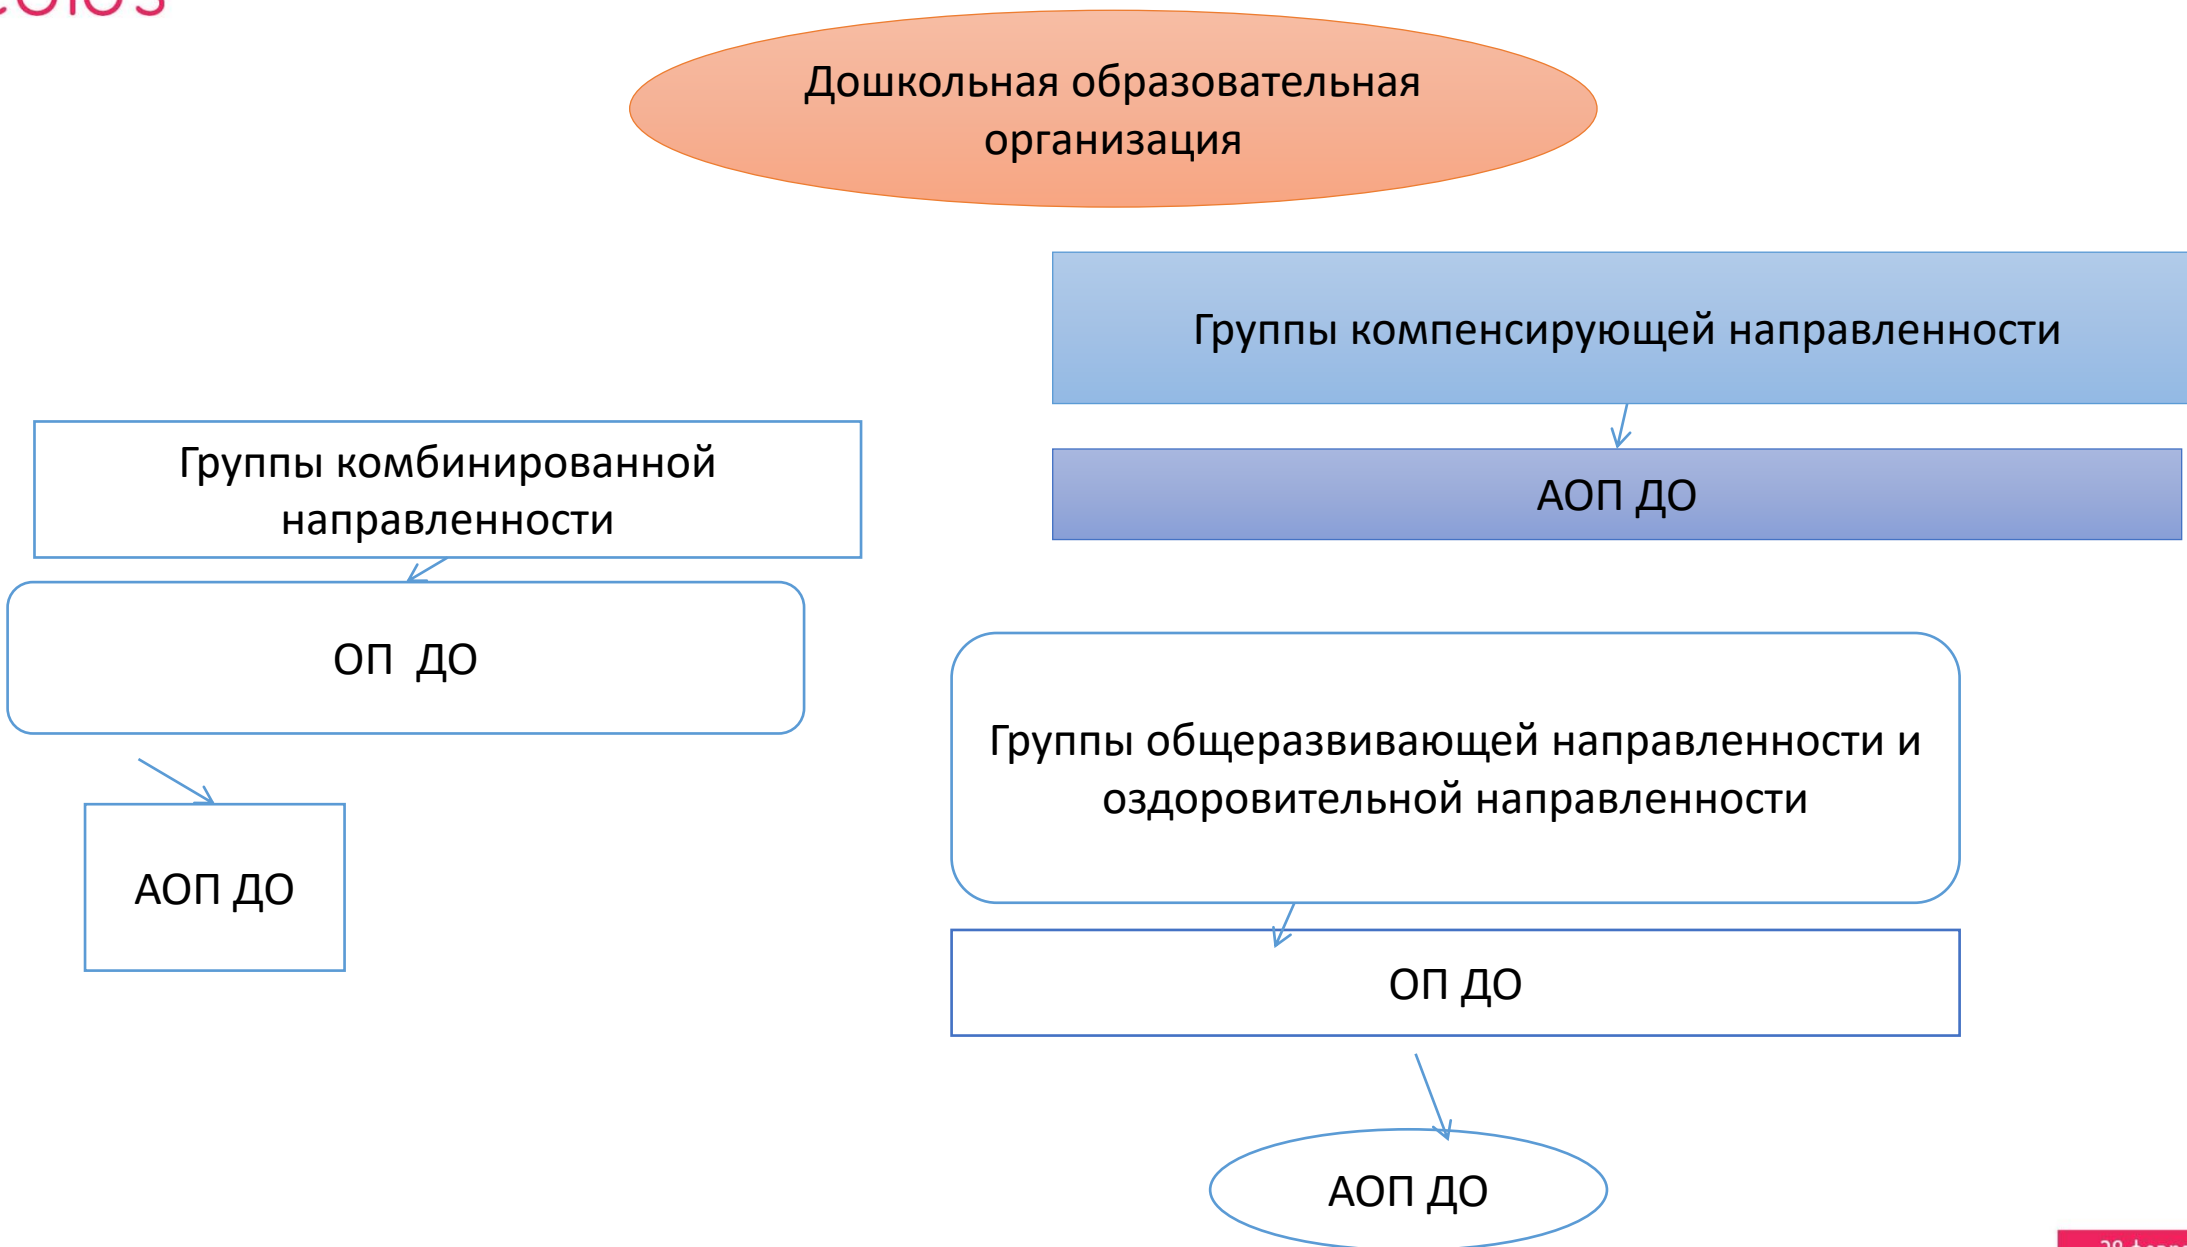 Дошкольная образовательная
организация
Группы компенсирующей направленности
АОП ДО
Группы комбинированной
направленности
ОП ДО
АОП ДО
Группы общеразвивающей направленности и
оздоровительной направленности
ОП ДО
АОП ДО